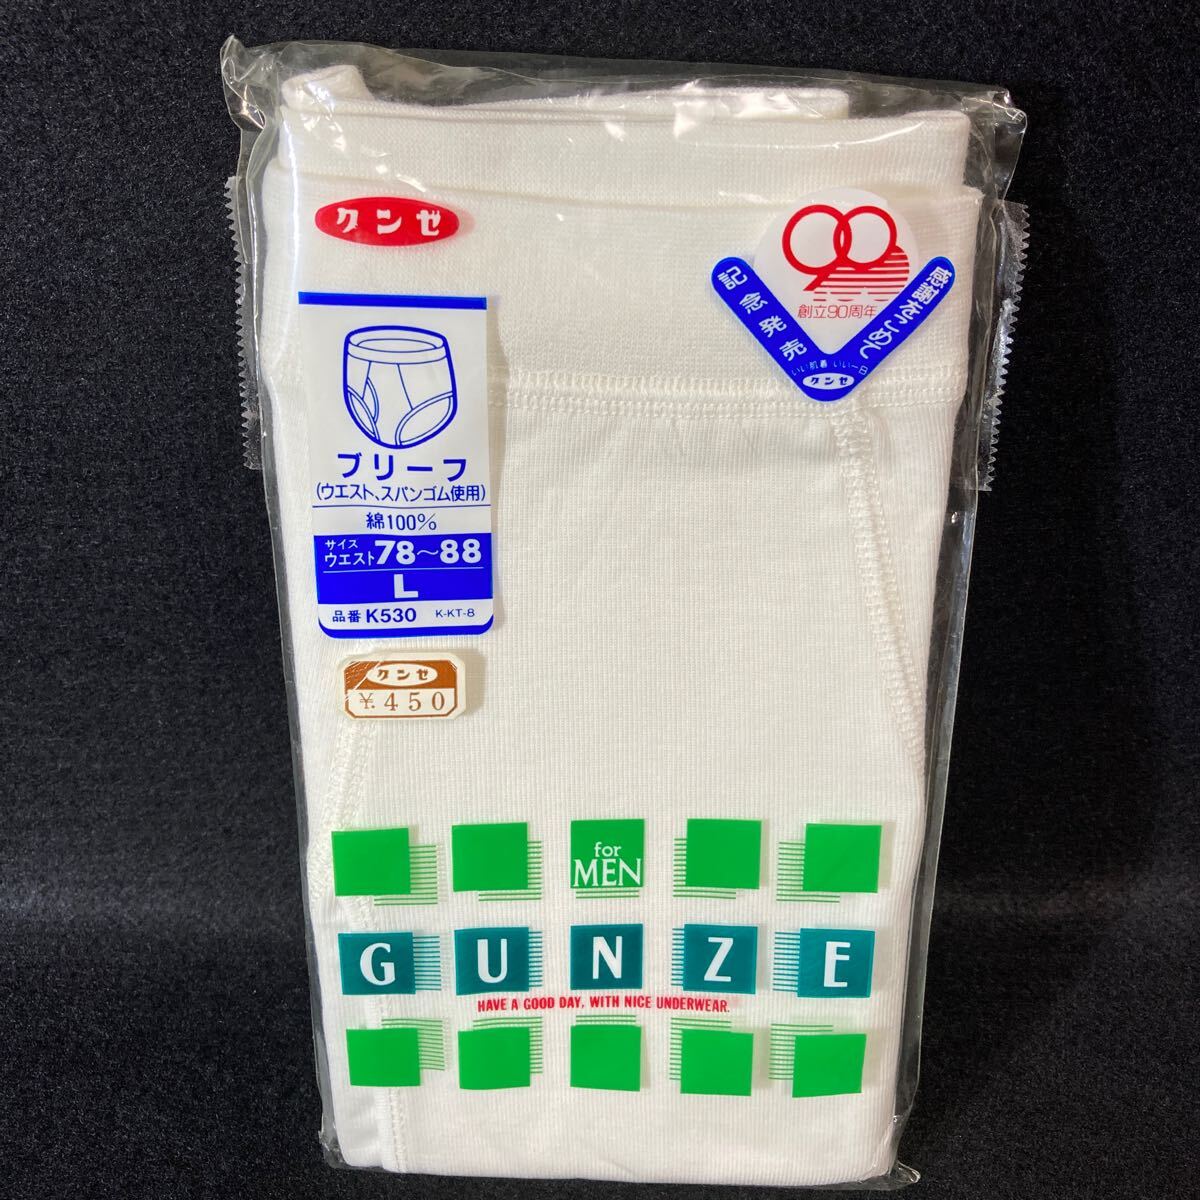 グンゼ
90
創立90周年
記念発売
感謝をこめて
いい肌着 いい一日
グンゼ
ブリーフ
(ウエスト、スパンゴム使用)
綿100%
サイズ
ウエスト78~88
L
品番 K530 K-KT-8
グンゼ
¥.450
for
MEN
GUNZE
HAVE A GOOD DAY, WITH NICE UNDERWEAR.